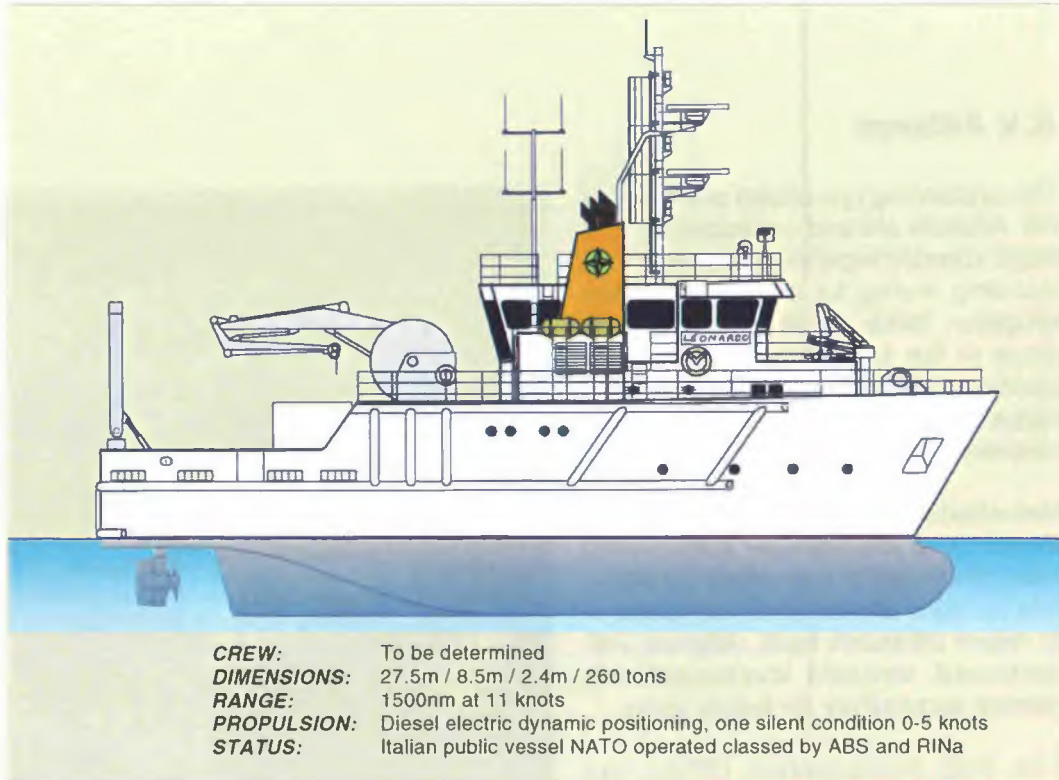 LEONARDO
CREW: To be determined
DIMENSIONS: 27.5m / 8.5m / 2.4m / 260 tons
RANGE: 1500nm at 11 knots
PROPULSION: Diesel electric dynamic positioning, one silent condition 0-5 knots
STATUS: Italian public vessel NATO operated classed by ABS and RINa